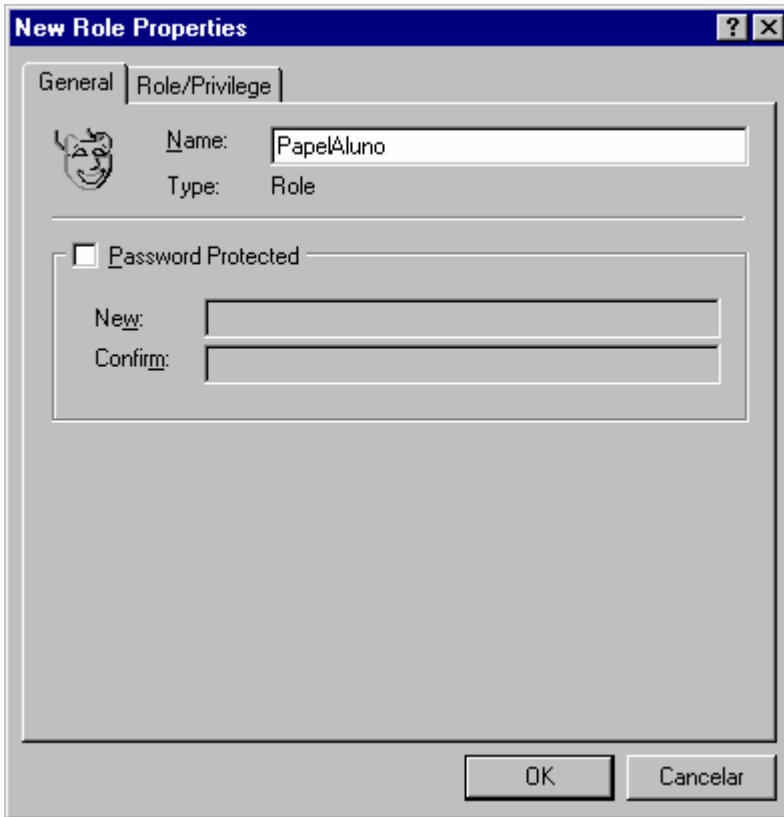 New Role Properties
General Role/Privilege
Name: PapelAluno
Type: Role
Password Protected
New:
Confirm:
OK Cancelar